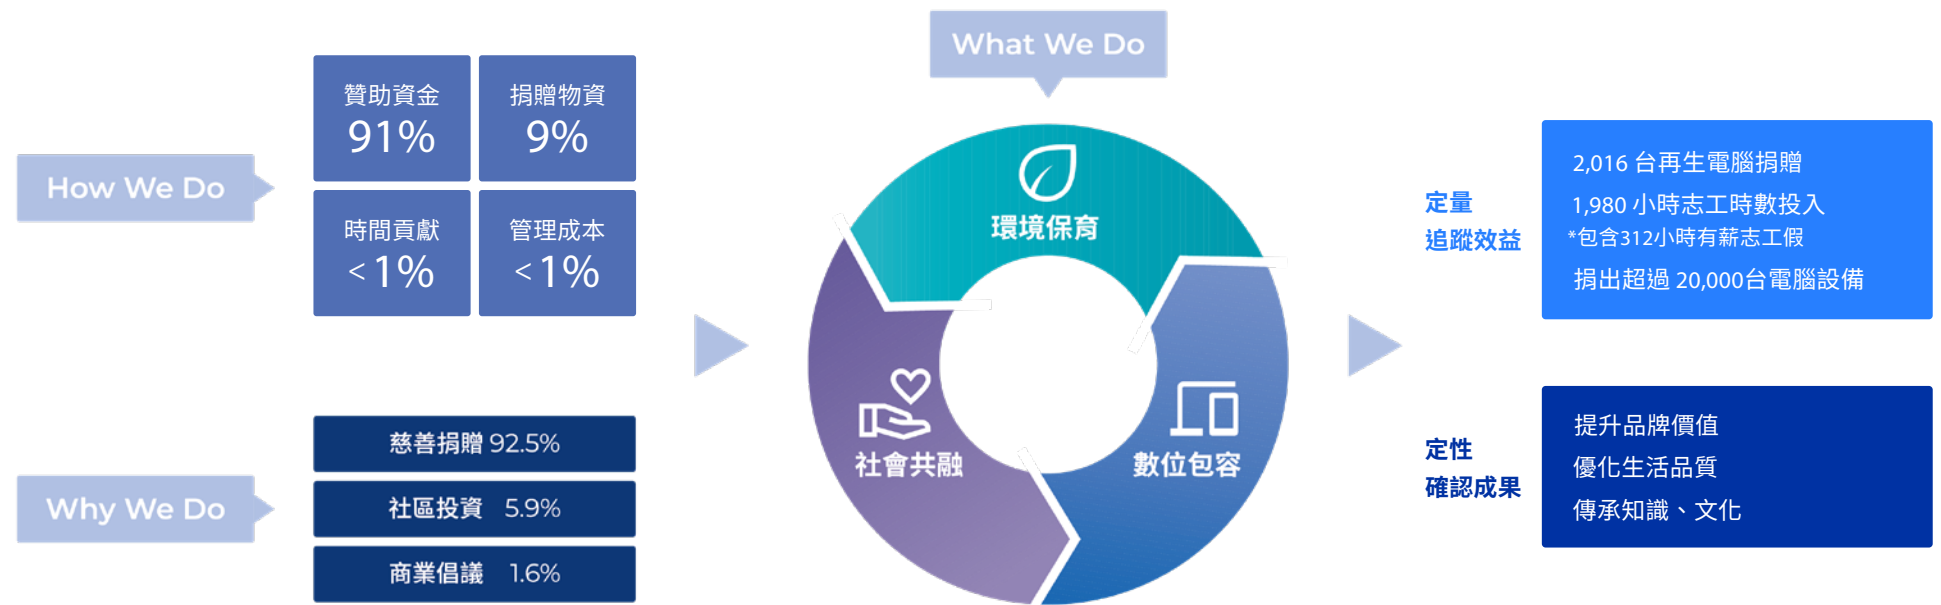 How We Do
贊助資金
91%
捐贈物資
9%
時間貢獻
<1%
管理成本
<1%
Why We Do
慈善捐贈 92.5%
社區投資 5.9%
商業倡議 1.6%
What We Do
環境保育
社會共融
數位包容
定量
追蹤效益
2,016 台再生電腦捐贈
1,980 小時志工時數投入
*包含312小時有薪志工假
捐出超過 20,000台電腦設備
定性
確認成果
提升品牌價值
優化生活品質
傳承知識、文化